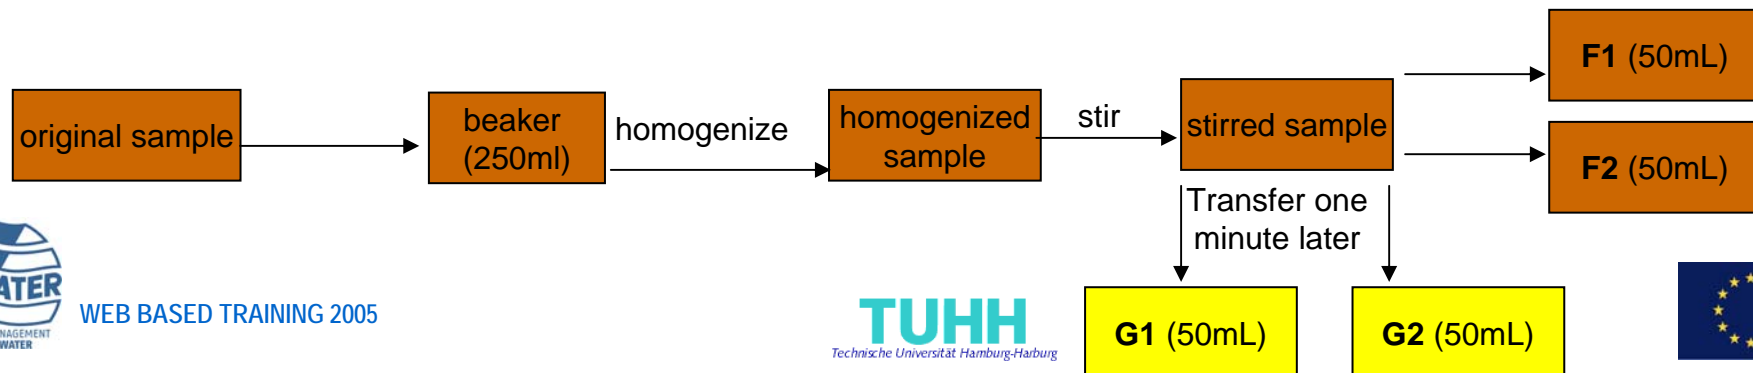 F1 (50mL)
original sample
beaker
(250ml)
homogenize
homogenized
sample
stir
stirred sample
F2 (50mL)
Transfer one
minute later
WEB BASED TRAINING 2005
TUHH
Technische Universität Hamburg-Harburg
G1 (50mL)
G2 (50mL)
WATER